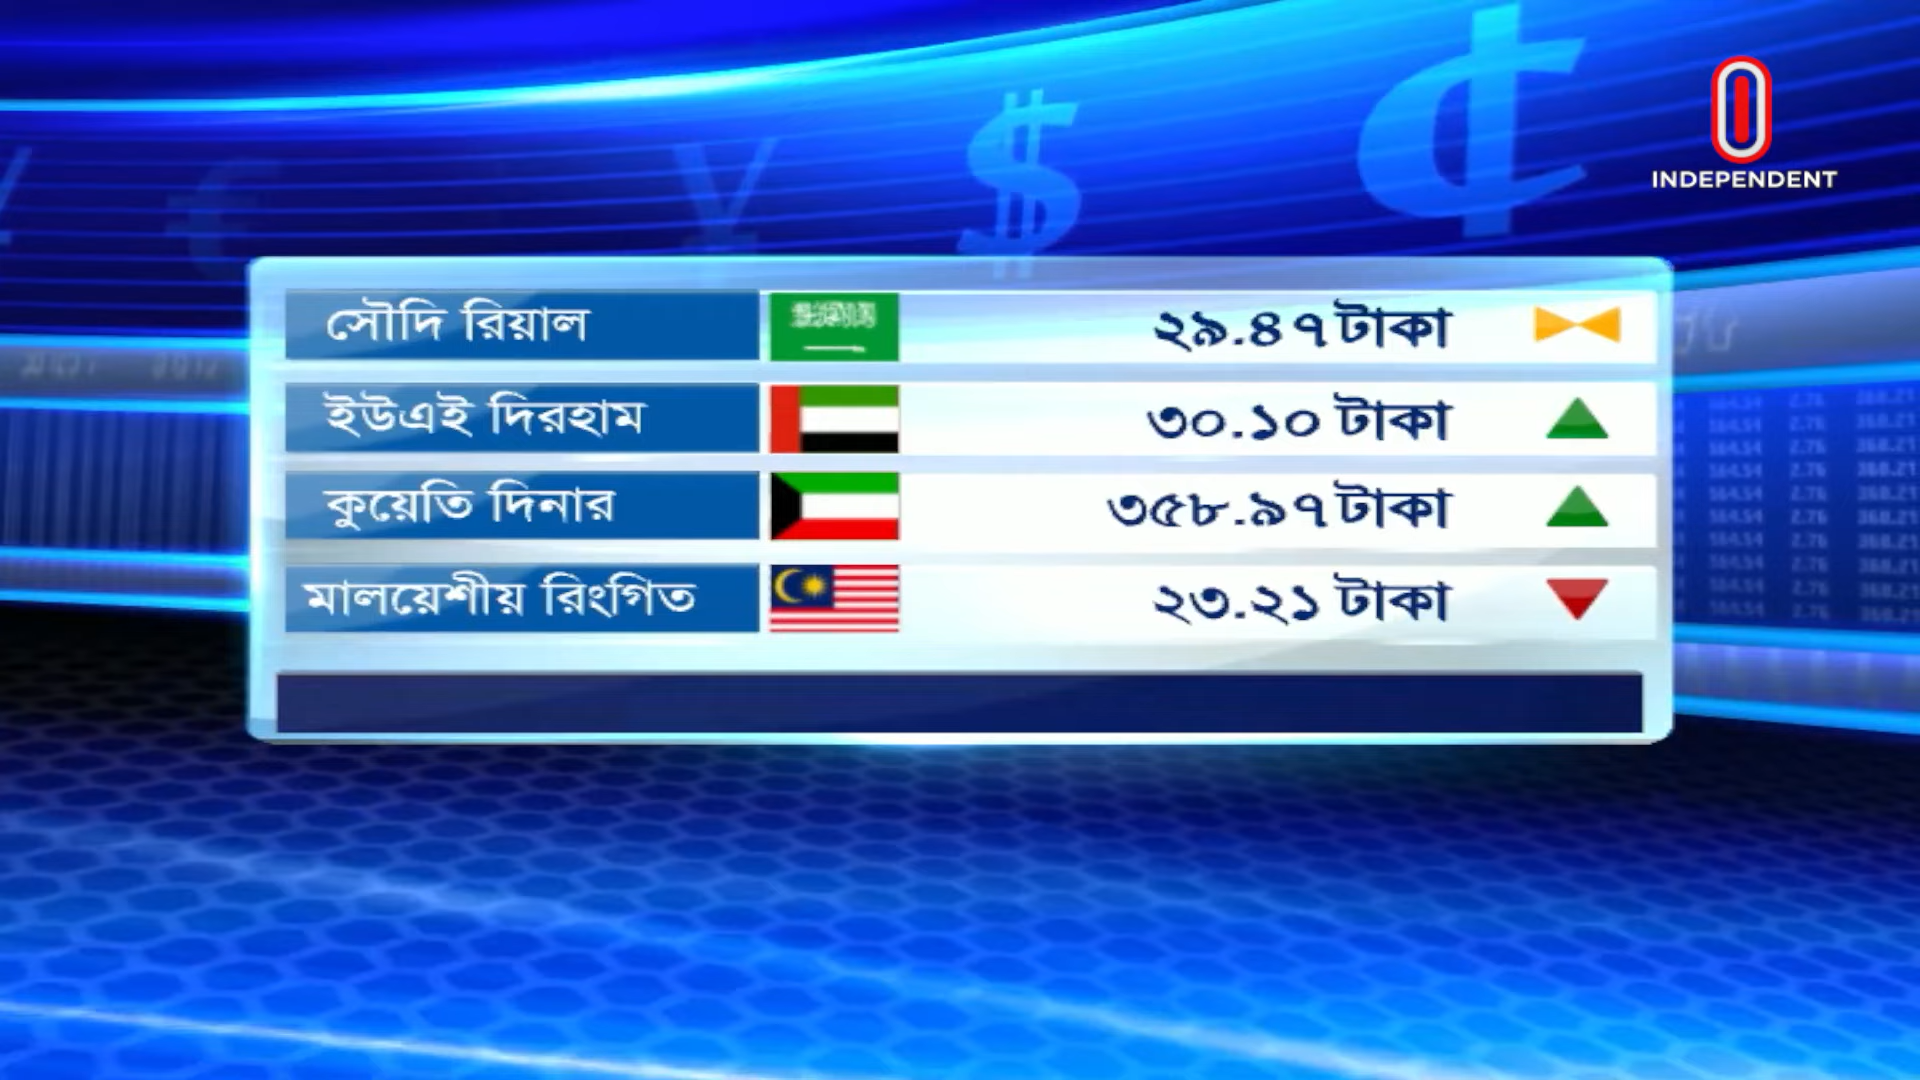 INDEPENDENT
সৌদি রিয়াল ২৯.৪৭ টাকা
ইউএই দিরহাম ৩০.১০ টাকা
কুয়েতি দিনার ৩৫৮.৯৭ টাকা
মালয়েশীয় রিংগিত ২৩.২১ টাকা